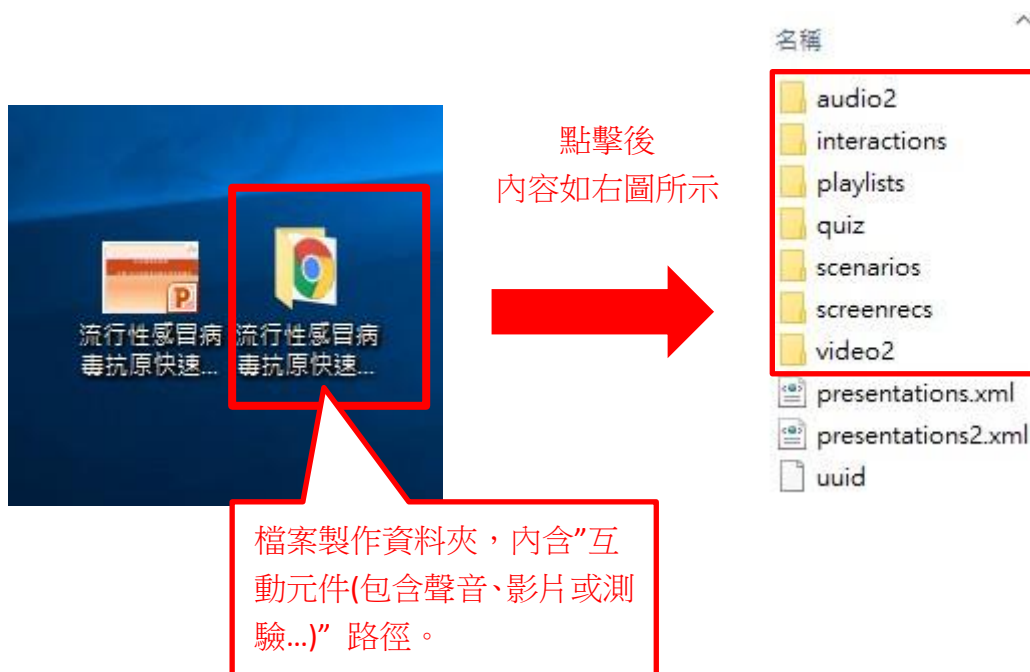 流行性感冒病
毒抗原快速...
流行性感冒病
毒抗原快速...
檔案製作資料夾，內含”互
動元件(包含聲音、影片或測
驗…)” 路徑。
點擊後
內容如右圖所示
名稱
audio2
interactions
playlists
quiz
scenarios
screenrecs
video2
presentations.xml
presentations2.xml
uuid